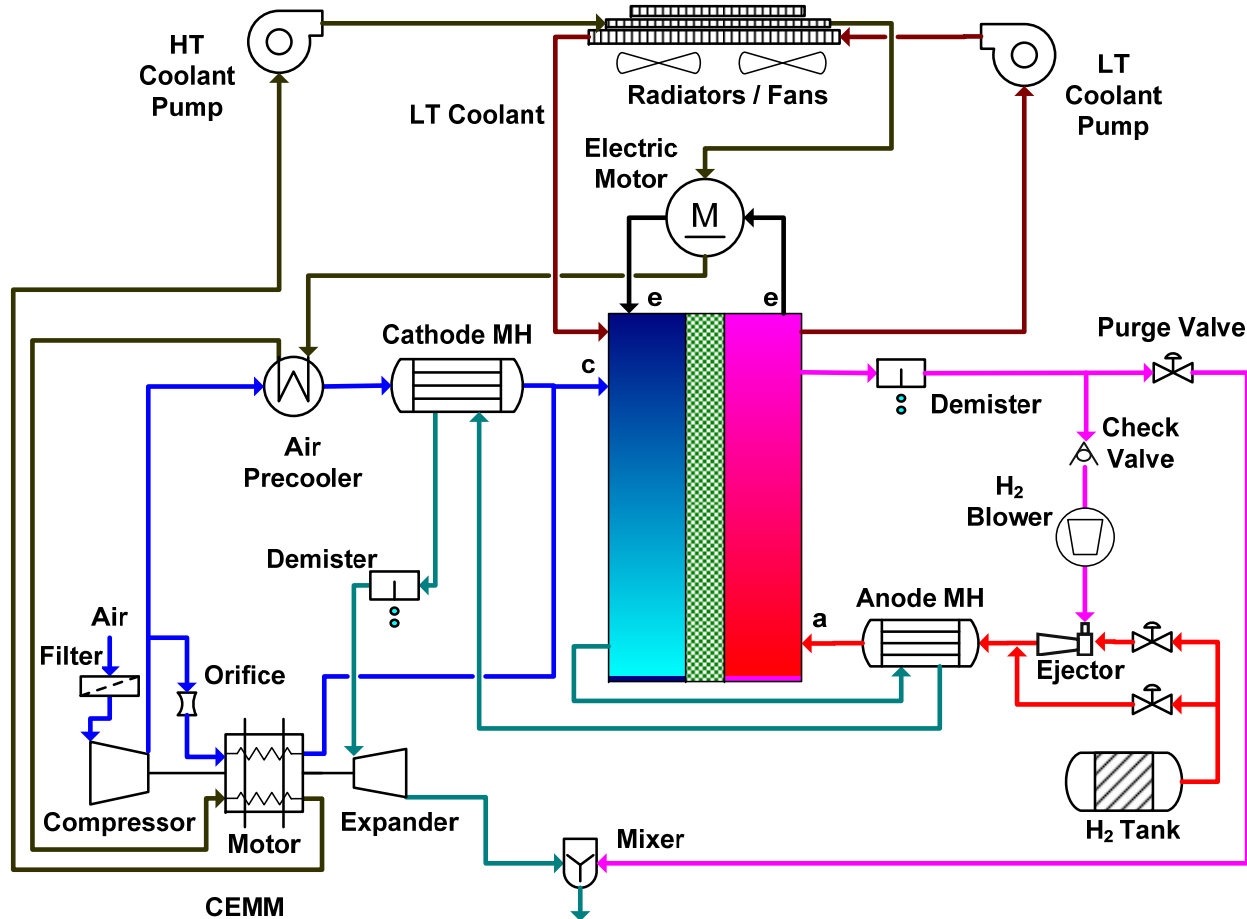 HT
Coolant
Pump
LT Coolant
Radiators / Fans
LT
Coolant
Pump
Electric
Motor
M
e
e
Cathode MH
c
Purge Valve
Demister
Air
Precooler
Check
Valve
H₂
Blower
Demister
Anode MH
a
Air
Filter
Orifice
Ejector
Compressor
Motor
Expander
H₂ Tank
Mixer
CEMM